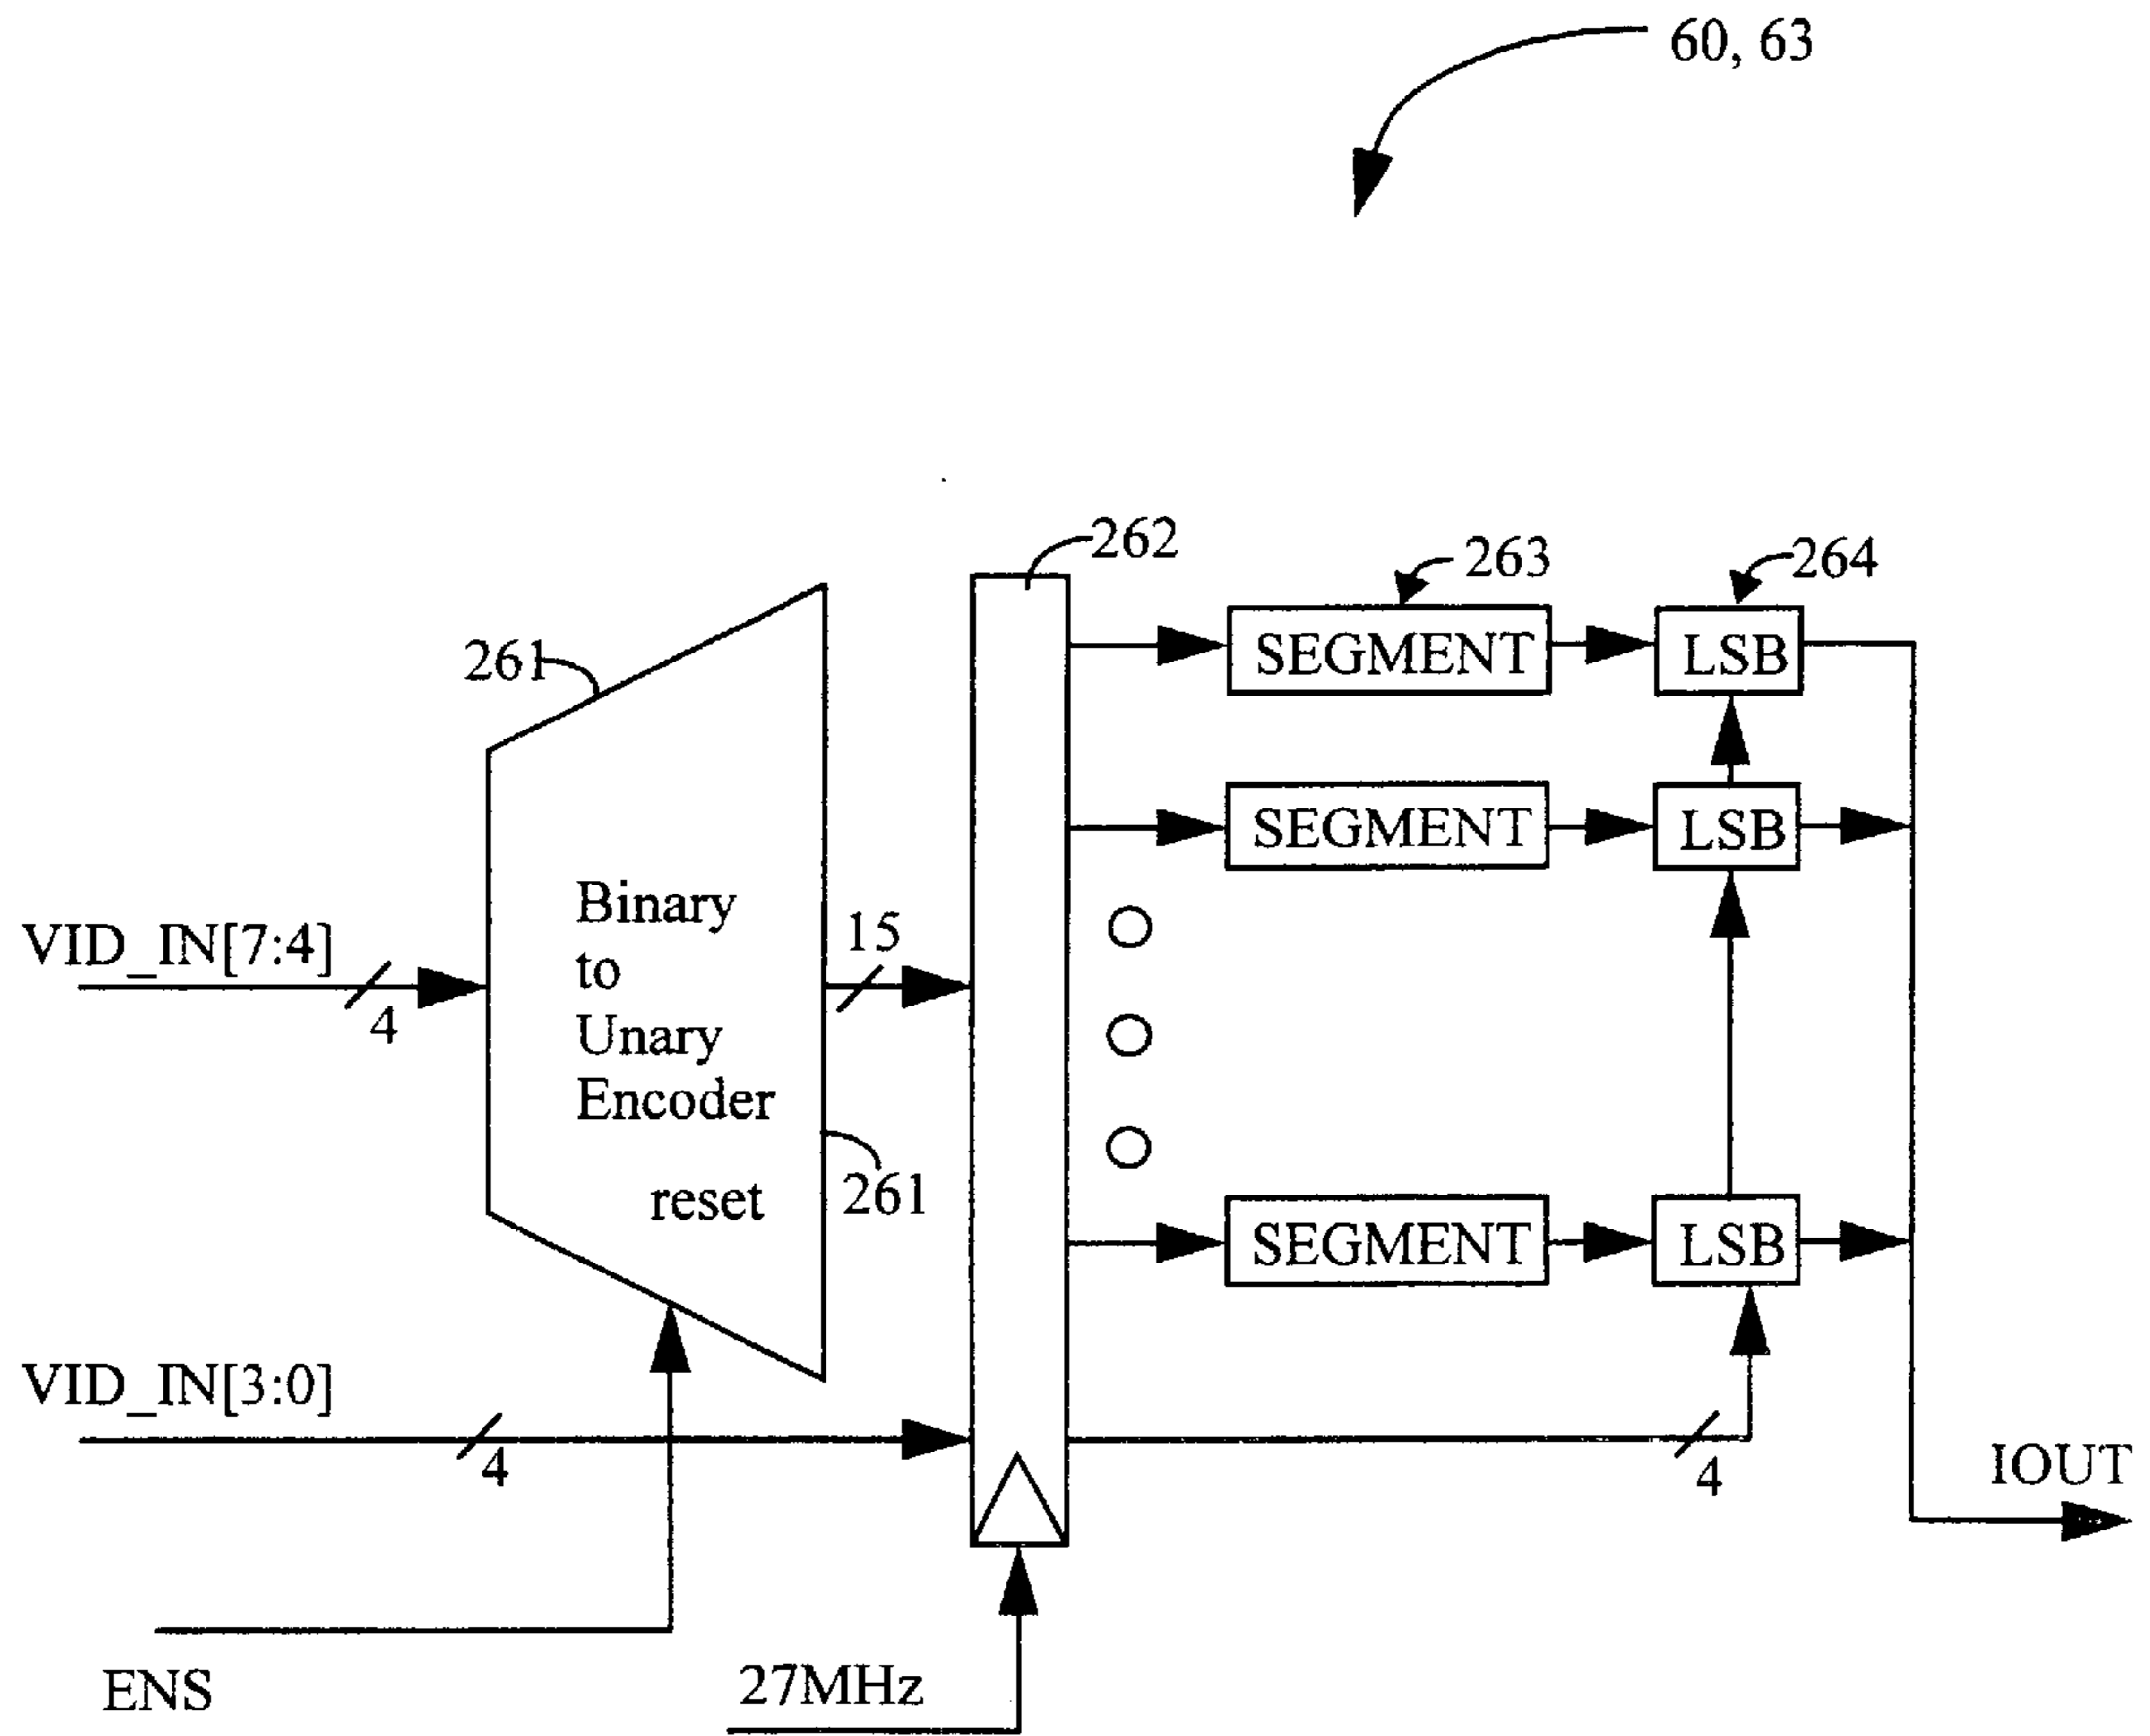 60, 63
262
263
264
261
SEGMENT
LSB
SEGMENT
LSB
Binary
to
Unary
Encoder
reset
15
VID_IN[7:4]
4
261
SEGMENT
LSB
VID_IN[3:0]
4
4
IOUT
ENS
27MHz